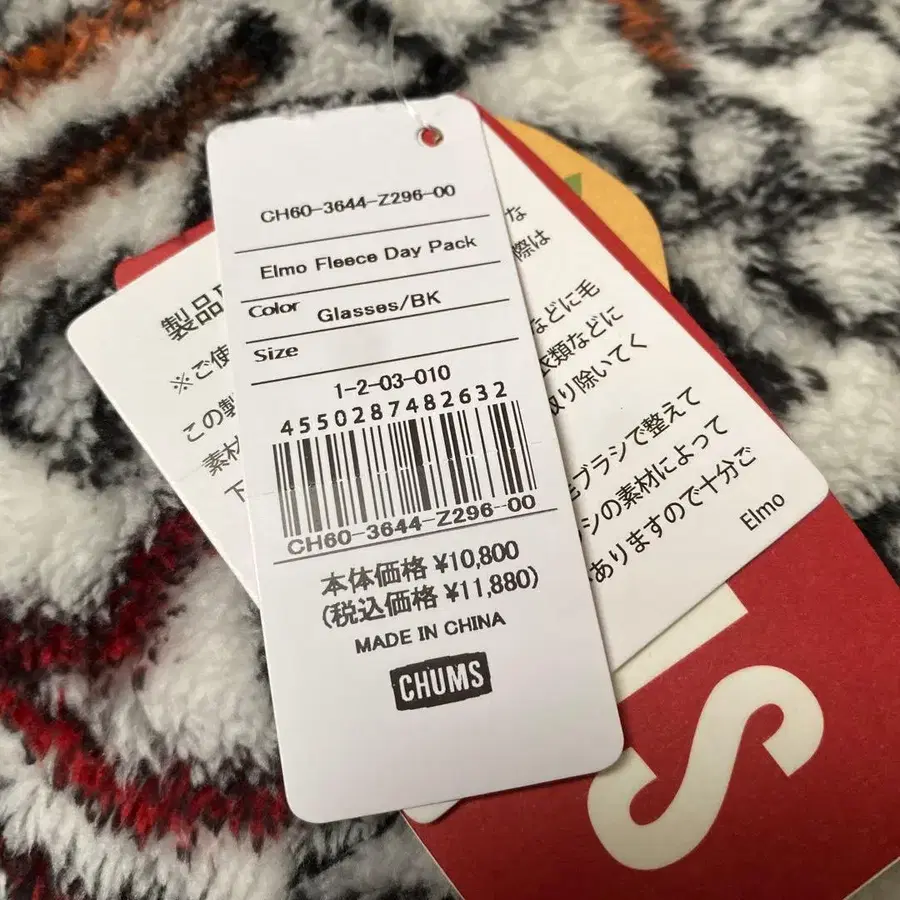 CH60-3644-Z296-00
Elmo Fleece Day Pack
Color Glasses/BK
Size
1-2-03-010
4550287482632
CH60-3644-Z296-00
本体価格 ¥10,800
(税込価格 ¥11,880)
MADE IN CHINA
CHUMS
製品
※ご使
この製
素材
下
な
際は
などに毛
衣類などに
取り除いてく
ブラシで整えて
シの素材によって
ありますので十分ご
Elmo
S